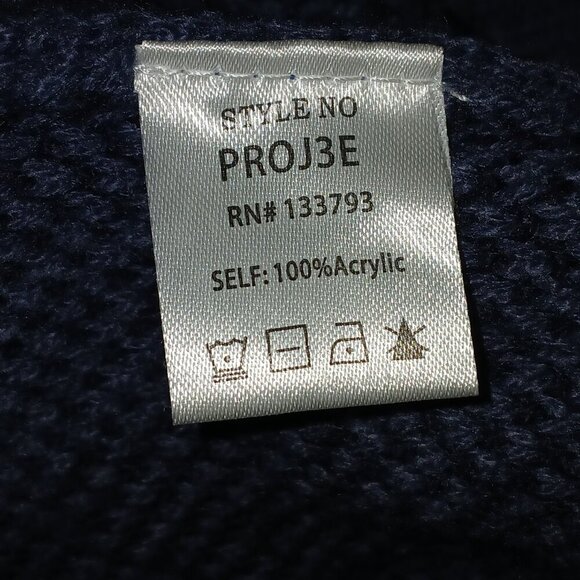 STYLE NO
PROJ3E
RN# 133793
SELF: 100%Acrylic